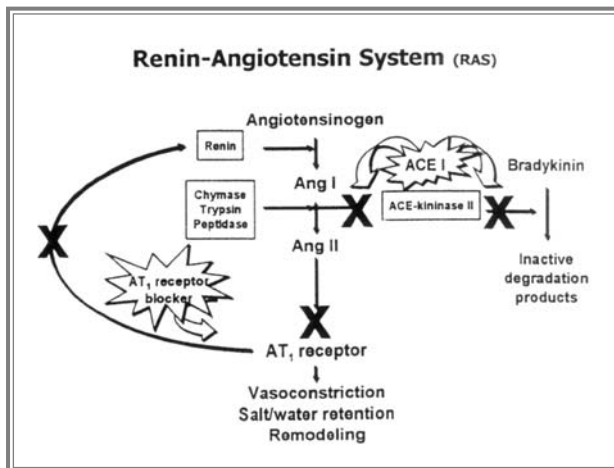 Renin-Angiotensin System (RAS)
Angiotensinogen
Renin
ACE I
Bradykinin
Ang I
Chymase
Trypsin
Peptidase
ACE-kininase II
X
X
X
Ang II
Inactive
degradation
products
AT₁ receptor
blocker
X
AT₁ receptor
Vasoconstriction
Salt/water retention
Remodeling